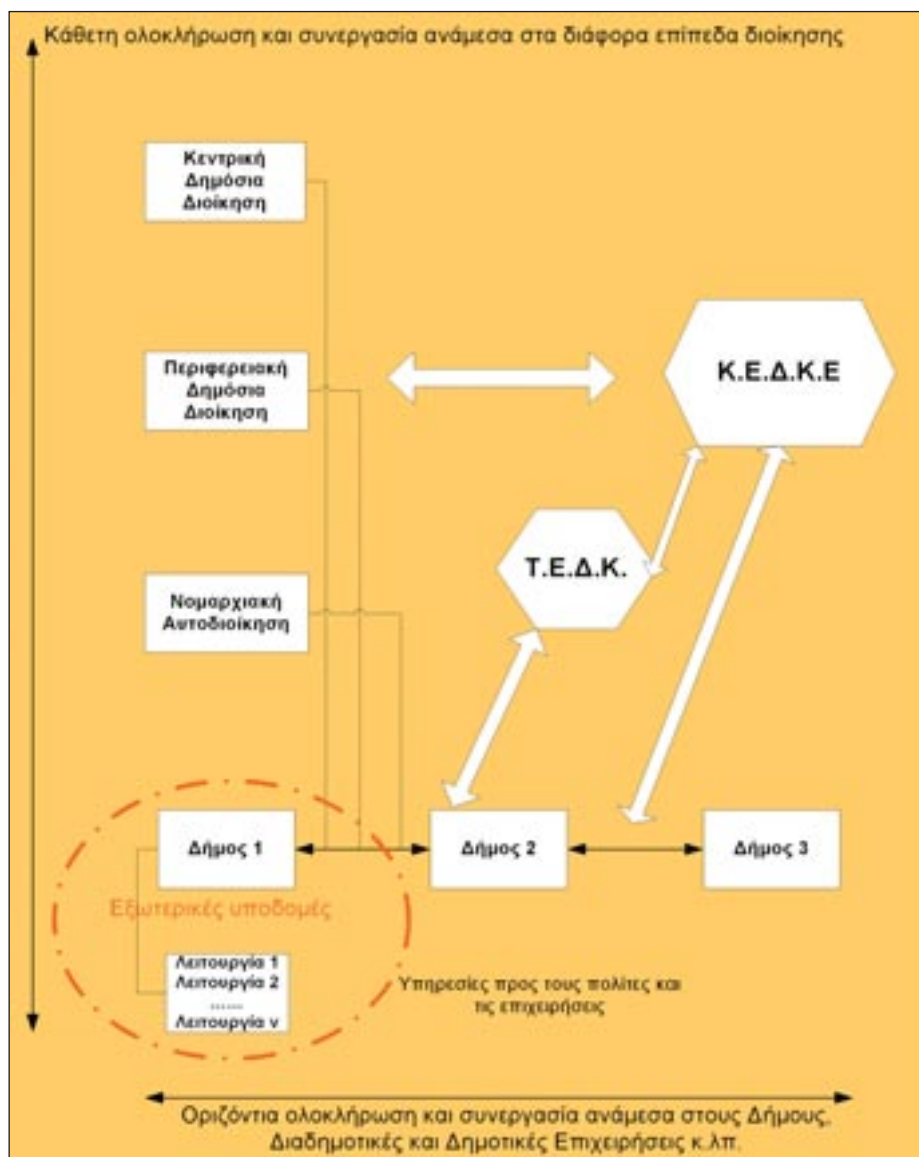 Κάθετη ολοκλήρωση και συνεργασία ανάμεσα στα διάφορα επίπεδα διοίκησης
Κεντρική
Δημόσια
Διοίκηση
Περιφερειακή
Δημόσια
Διοίκηση
Κ.Ε.Δ.Κ.Ε
Τ.Ε.Δ.Κ.
Νομαρχιακή
Αυτοδιοίκηση
Δήμος 1
Δήμος 2
Δήμος 3
Εξωτερικές υποδομές
Λειτουργία 1
Λειτουργία 2
......
Λειτουργία ν
Υπηρεσίες προς τους πολίτες και
τις επιχειρήσεις
Οριζόντια ολοκλήρωση και συνεργασία ανάμεσα στους Δήμους,
Διαδημοτικές και Δημοτικές Επιχειρήσεις κ.λπ.